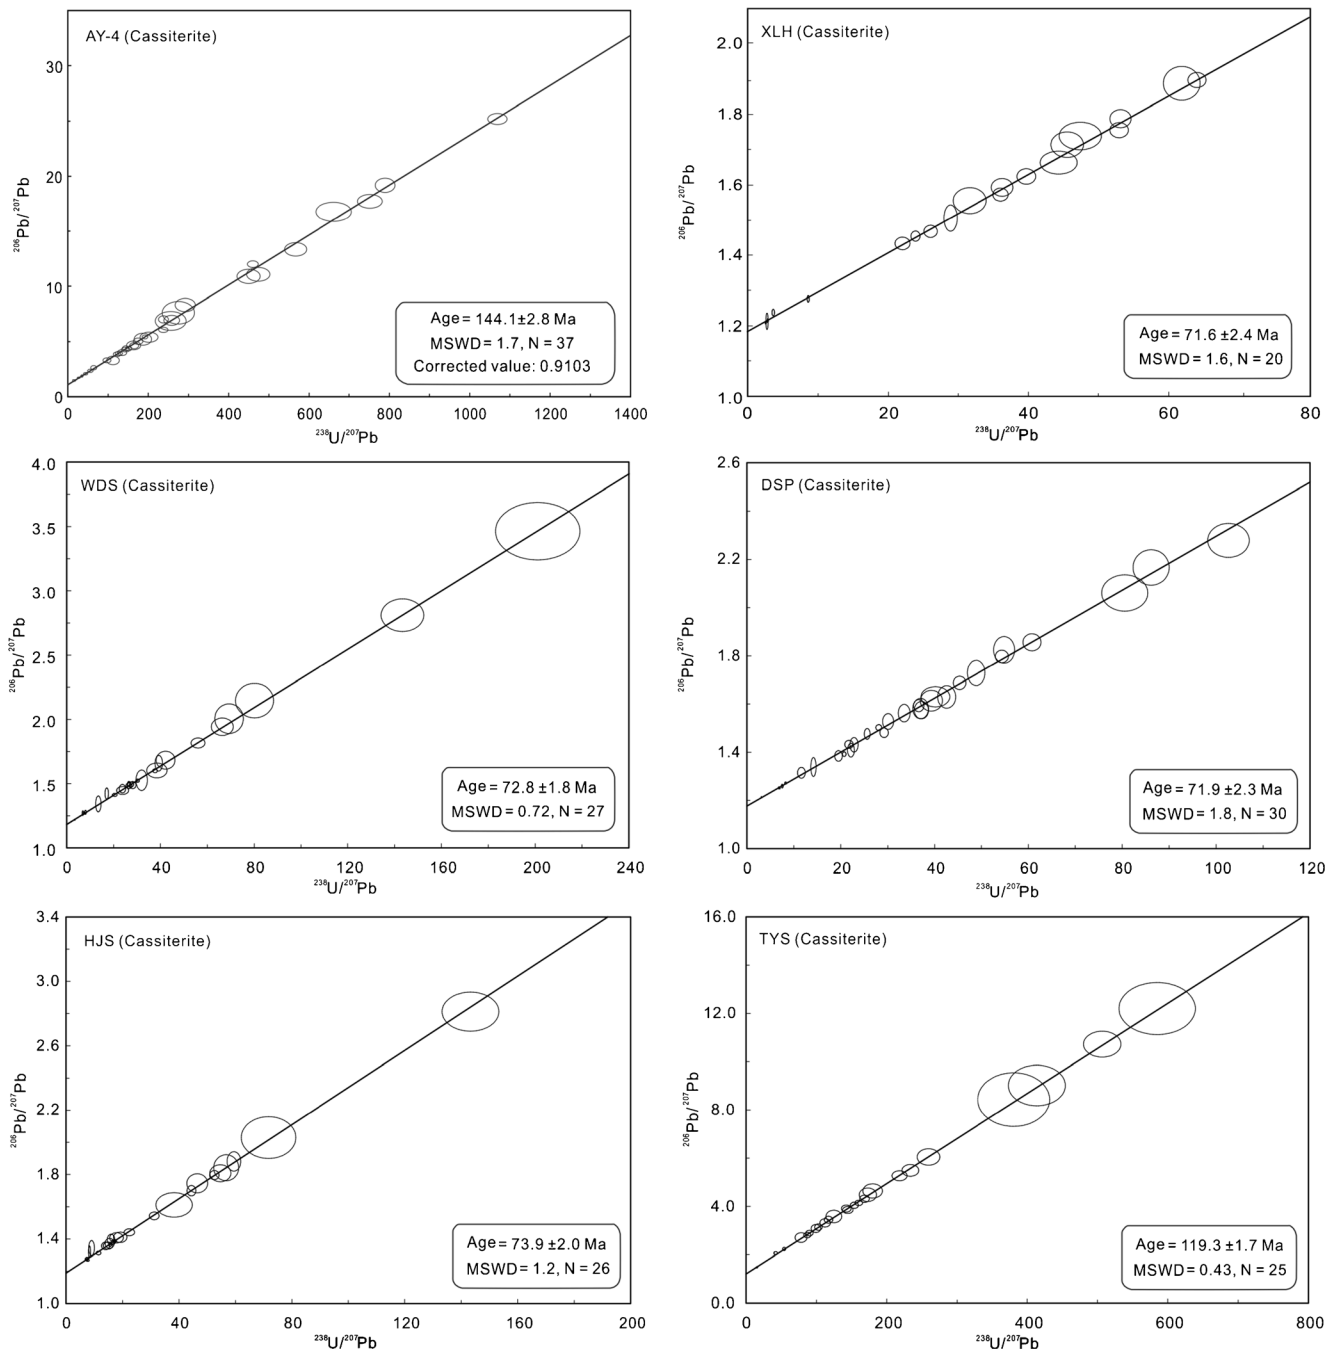 AY-4 (Cassiterite)
30
20
10
0
0 200 400 600 800 1000 1200 1400
206Pb/207Pb
238U/207Pb
Age = 144.1±2.8 Ma
MSWD = 1.7, N = 37
Corrected value: 0.9103
XLH (Cassiterite)
2.0
1.8
1.6
1.4
1.2
1.0
0 20 40 60 80
206Pb/207Pb
238U/207Pb
Age = 71.6 ±2.4 Ma
MSWD = 1.6, N = 20
WDS (Cassiterite)
4.0
3.5
3.0
2.5
2.0
1.5
1.0
0 40 80 120 160 200 240
206Pb/207Pb
238U/207Pb
Age = 72.8 ±1.8 Ma
MSWD = 0.72, N = 27
DSP (Cassiterite)
2.6
2.2
1.8
1.4
1.0
0 20 40 60 80 100 120
206Pb/207Pb
238U/207Pb
Age = 71.9 ±2.3 Ma
MSWD = 1.8, N = 30
HJS (Cassiterite)
3.4
3.0
2.6
2.2
1.8
1.4
1.0
0 40 80 120 160 200
206Pb/207Pb
238U/207Pb
Age = 73.9 ±2.0 Ma
MSWD = 1.2, N = 26
TYS (Cassiterite)
16.0
12.0
8.0
4.0
0.0
0 200 400 600 800
206Pb/207Pb
238U/207Pb
Age = 119.3 ±1.7 Ma
MSWD = 0.43, N = 25